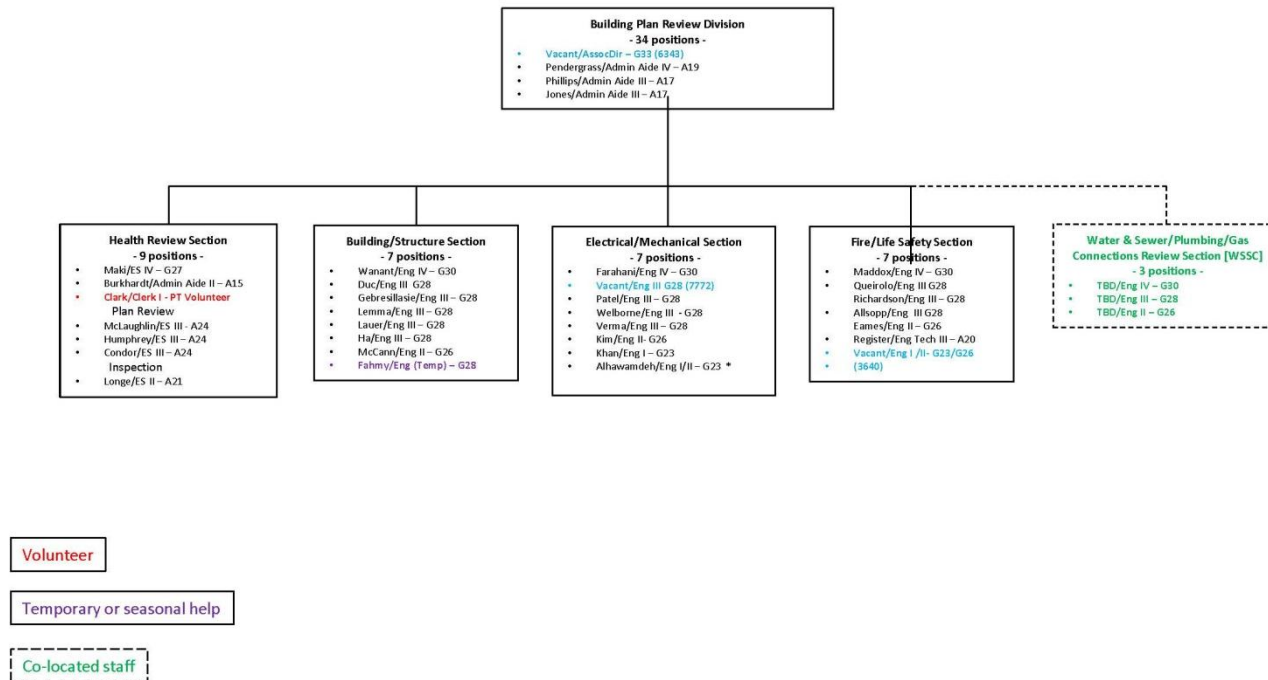 Building Plan Review Division
- 34 positions -
• Vacant/AssocDir – G33 (6343)
• Pendergrass/Admin Aide IV – A19
• Phillips/Admin Aide III – A17
• Jones/Admin Aide III – A17
Health Review Section
- 9 positions -
• Maki/ES IV – G27
• Burkhardt/Admin Aide II – A15
• Clark/Clerk I - PT Volunteer
Plan Review
• McLaughlin/ES III - A24
• Humphrey/ES III – A24
• Condor/ES III – A24
Inspection
• Longe/ES II – A21
Building/Structure Section
- 7 positions -
• Wanant/Eng IV – G30
• Duc/Eng III G28
• Gebresillasie/Eng III – G28
• Lemma/Eng III – G28
• Lauer/Eng III – G28
• Ha/Eng III – G28
• McCann/Eng II – G26
• Fahmy/Eng (Temp) – G28
Electrical/Mechanical Section
- 7 positions -
• Farahani/Eng IV – G30
• Vacant/Eng III G28 (7772)
• Patel/Eng III – G28
• Welborne/Eng III - G28
• Verma/Eng III – G28
• Kim/Eng II- G26
• Khan/Eng I – G23
• Alhawamdeh/Eng I/II – G23 *
Fire/Life Safety Section
- 7 positions -
• Maddox/Eng IV – G30
• Queirolo/Eng III G28
• Richardson/Eng III – G28
• Allsopp/Eng III G28
• Eames/Eng II – G26
• Register/Eng Tech III – A20
• Vacant/Eng I /II- G23/G26
• (3640)
Water & Sewer/Plumbing/Gas
Connections Review Section [WSSC]
- 3 positions -
• TBD/Eng IV – G30
• TBD/Eng III – G28
• TBD/Eng II – G26
Volunteer
Temporary or seasonal help
Co-located staff